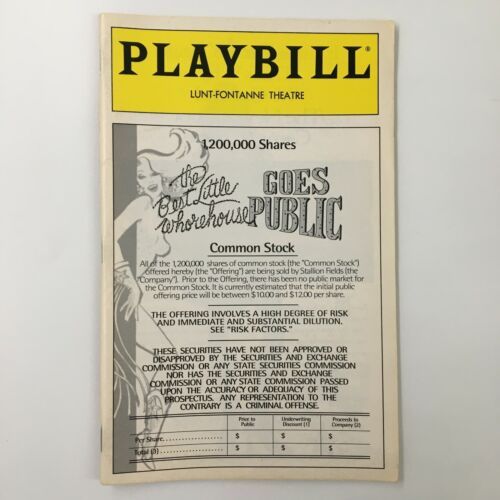 PLAYBILL®
LUNT-FONTANNE THEATRE
1,200,000 Shares
the
Best Little
Whorehouse
GOES
PUBLIC
Common Stock
All of the 1,200,000 shares of common stock (the "Common Stock")
offered hereby (the "Offering") are being sold by Stallion Fields (the
"Company"). Prior to the Offering, there has been no public market for
the Common Stock. It is currently estimated that the initial public
offering price will be between $10.00 and $12.00 per share.
THE OFFERING INVOLVES A HIGH DEGREE OF RISK
AND IMMEDIATE AND SUBSTANTIAL DILUTION.
SEE "RISK FACTORS."
THESE SECURITIES HAVE NOT BEEN APPROVED OR
DISAPPROVED BY THE SECURITIES AND EXCHANGE
COMMISSION OR ANY STATE SECURITIES COMMISSION
NOR HAS THE SECURITIES AND EXCHANGE
COMMISSION OR ANY STATE COMMISSION PASSED
UPON THE ACCURACY OR ADEQUACY OF THIS
PROSPECTUS. ANY REPRESENTATION TO THE
CONTRARY IS A CRIMINAL OFFENSE.
Price to Public Underwriting Discount (1) Proceeds to Company (2)
Per Share.................... $ $ $
Total (3)..................... $ $ $